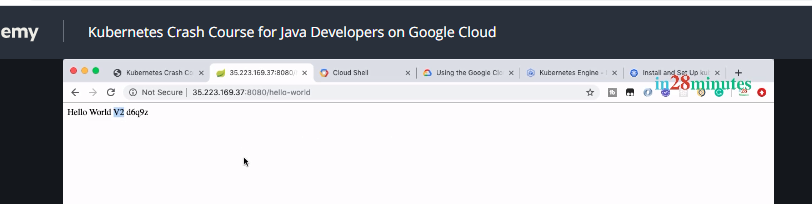 emy
Kubernetes Crash Course for Java Developers on Google Cloud
Kubernetes Crash Co
35.223.169.37:8080/
Cloud Shell
Using the Google Clo
Kubernetes Engine -
Install and Set Up ku
in28minutes
Not Secure | 35.223.169.37:8080/hello-world
Hello World V2 d6q9z